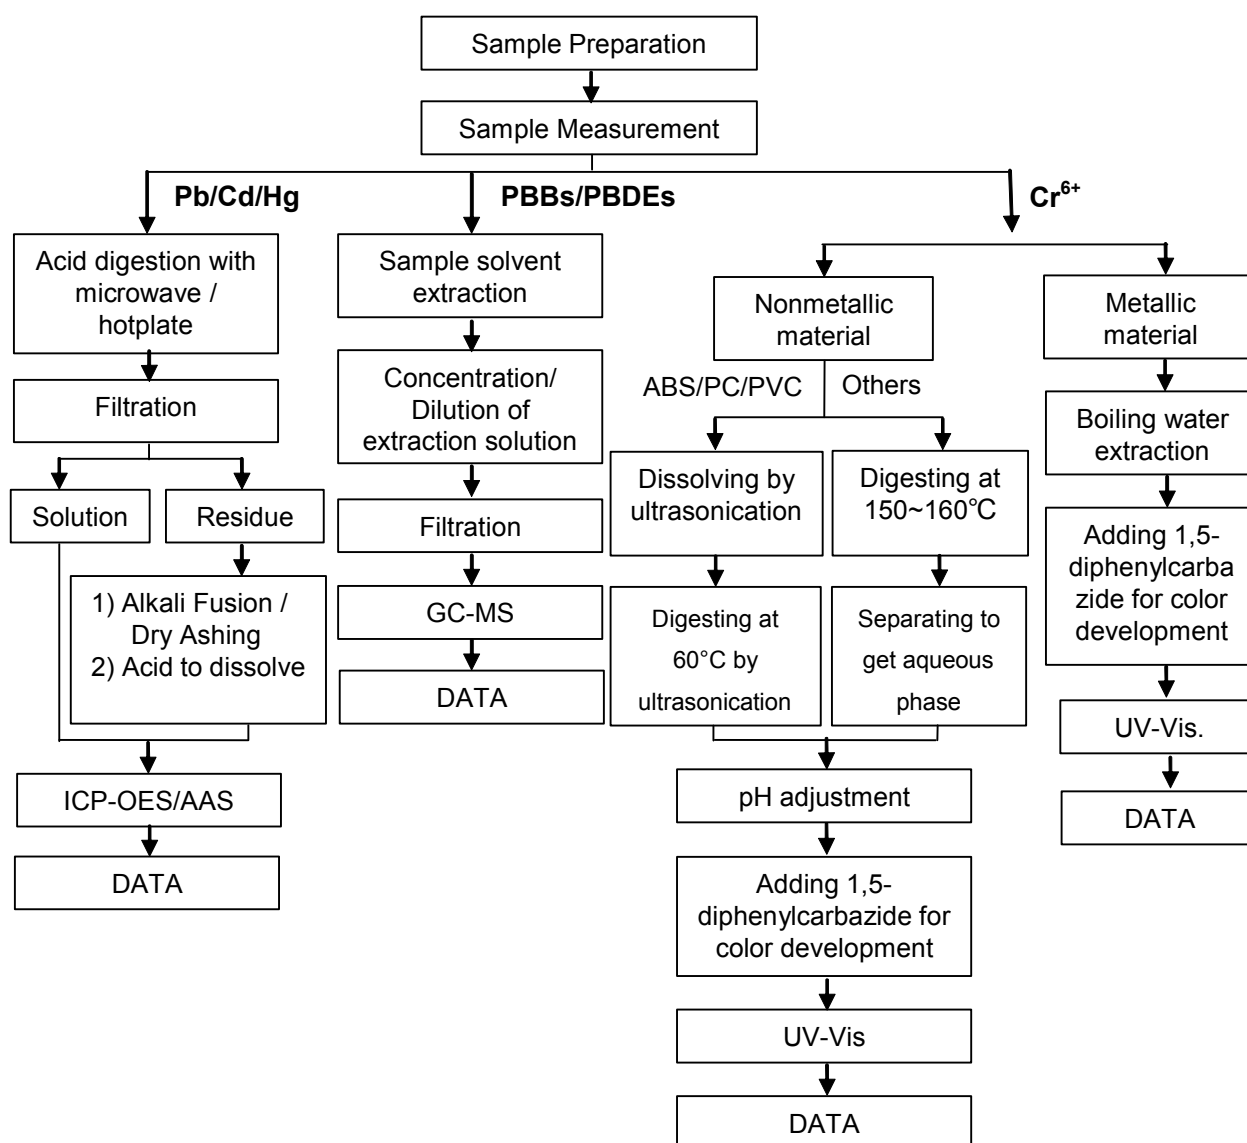 Sample Preparation
Sample Measurement
Pb/Cd/Hg
PBBs/PBDEs
Cr6+
Acid digestion with
microwave /
hotplate
Filtration
Solution
Residue
1) Alkali Fusion /
Dry Ashing
2) Acid to dissolve
ICP-OES/AAS
DATA
Sample solvent
extraction
Concentration/
Dilution of
extraction solution
Filtration
GC-MS
DATA
Nonmetallic
material
ABS/PC/PVC
Others
Dissolving by
ultrasonication
Digesting at
60°C by
ultrasonication
Digesting at
150~160℃
Separating to
get aqueous
phase
pH adjustment
Adding 1,5-
diphenylcarbazide for
color development
UV-Vis
DATA
Metallic
material
Boiling water
extraction
Adding 1,5-
diphenylcarba
zide for color
development
UV-Vis.
DATA